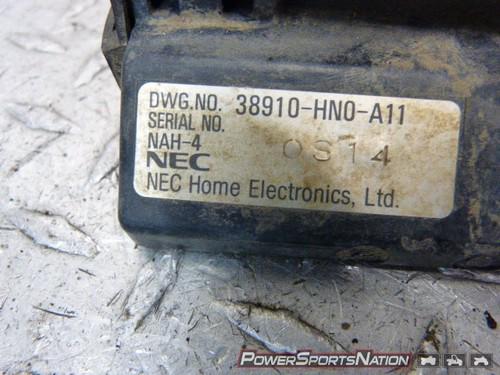 DWG.NO. 38910-HN0-A11
SERIAL NO.
NAH-4 0S14
NEC
NEC Home Electronics, Ltd.
PowerSportsNation